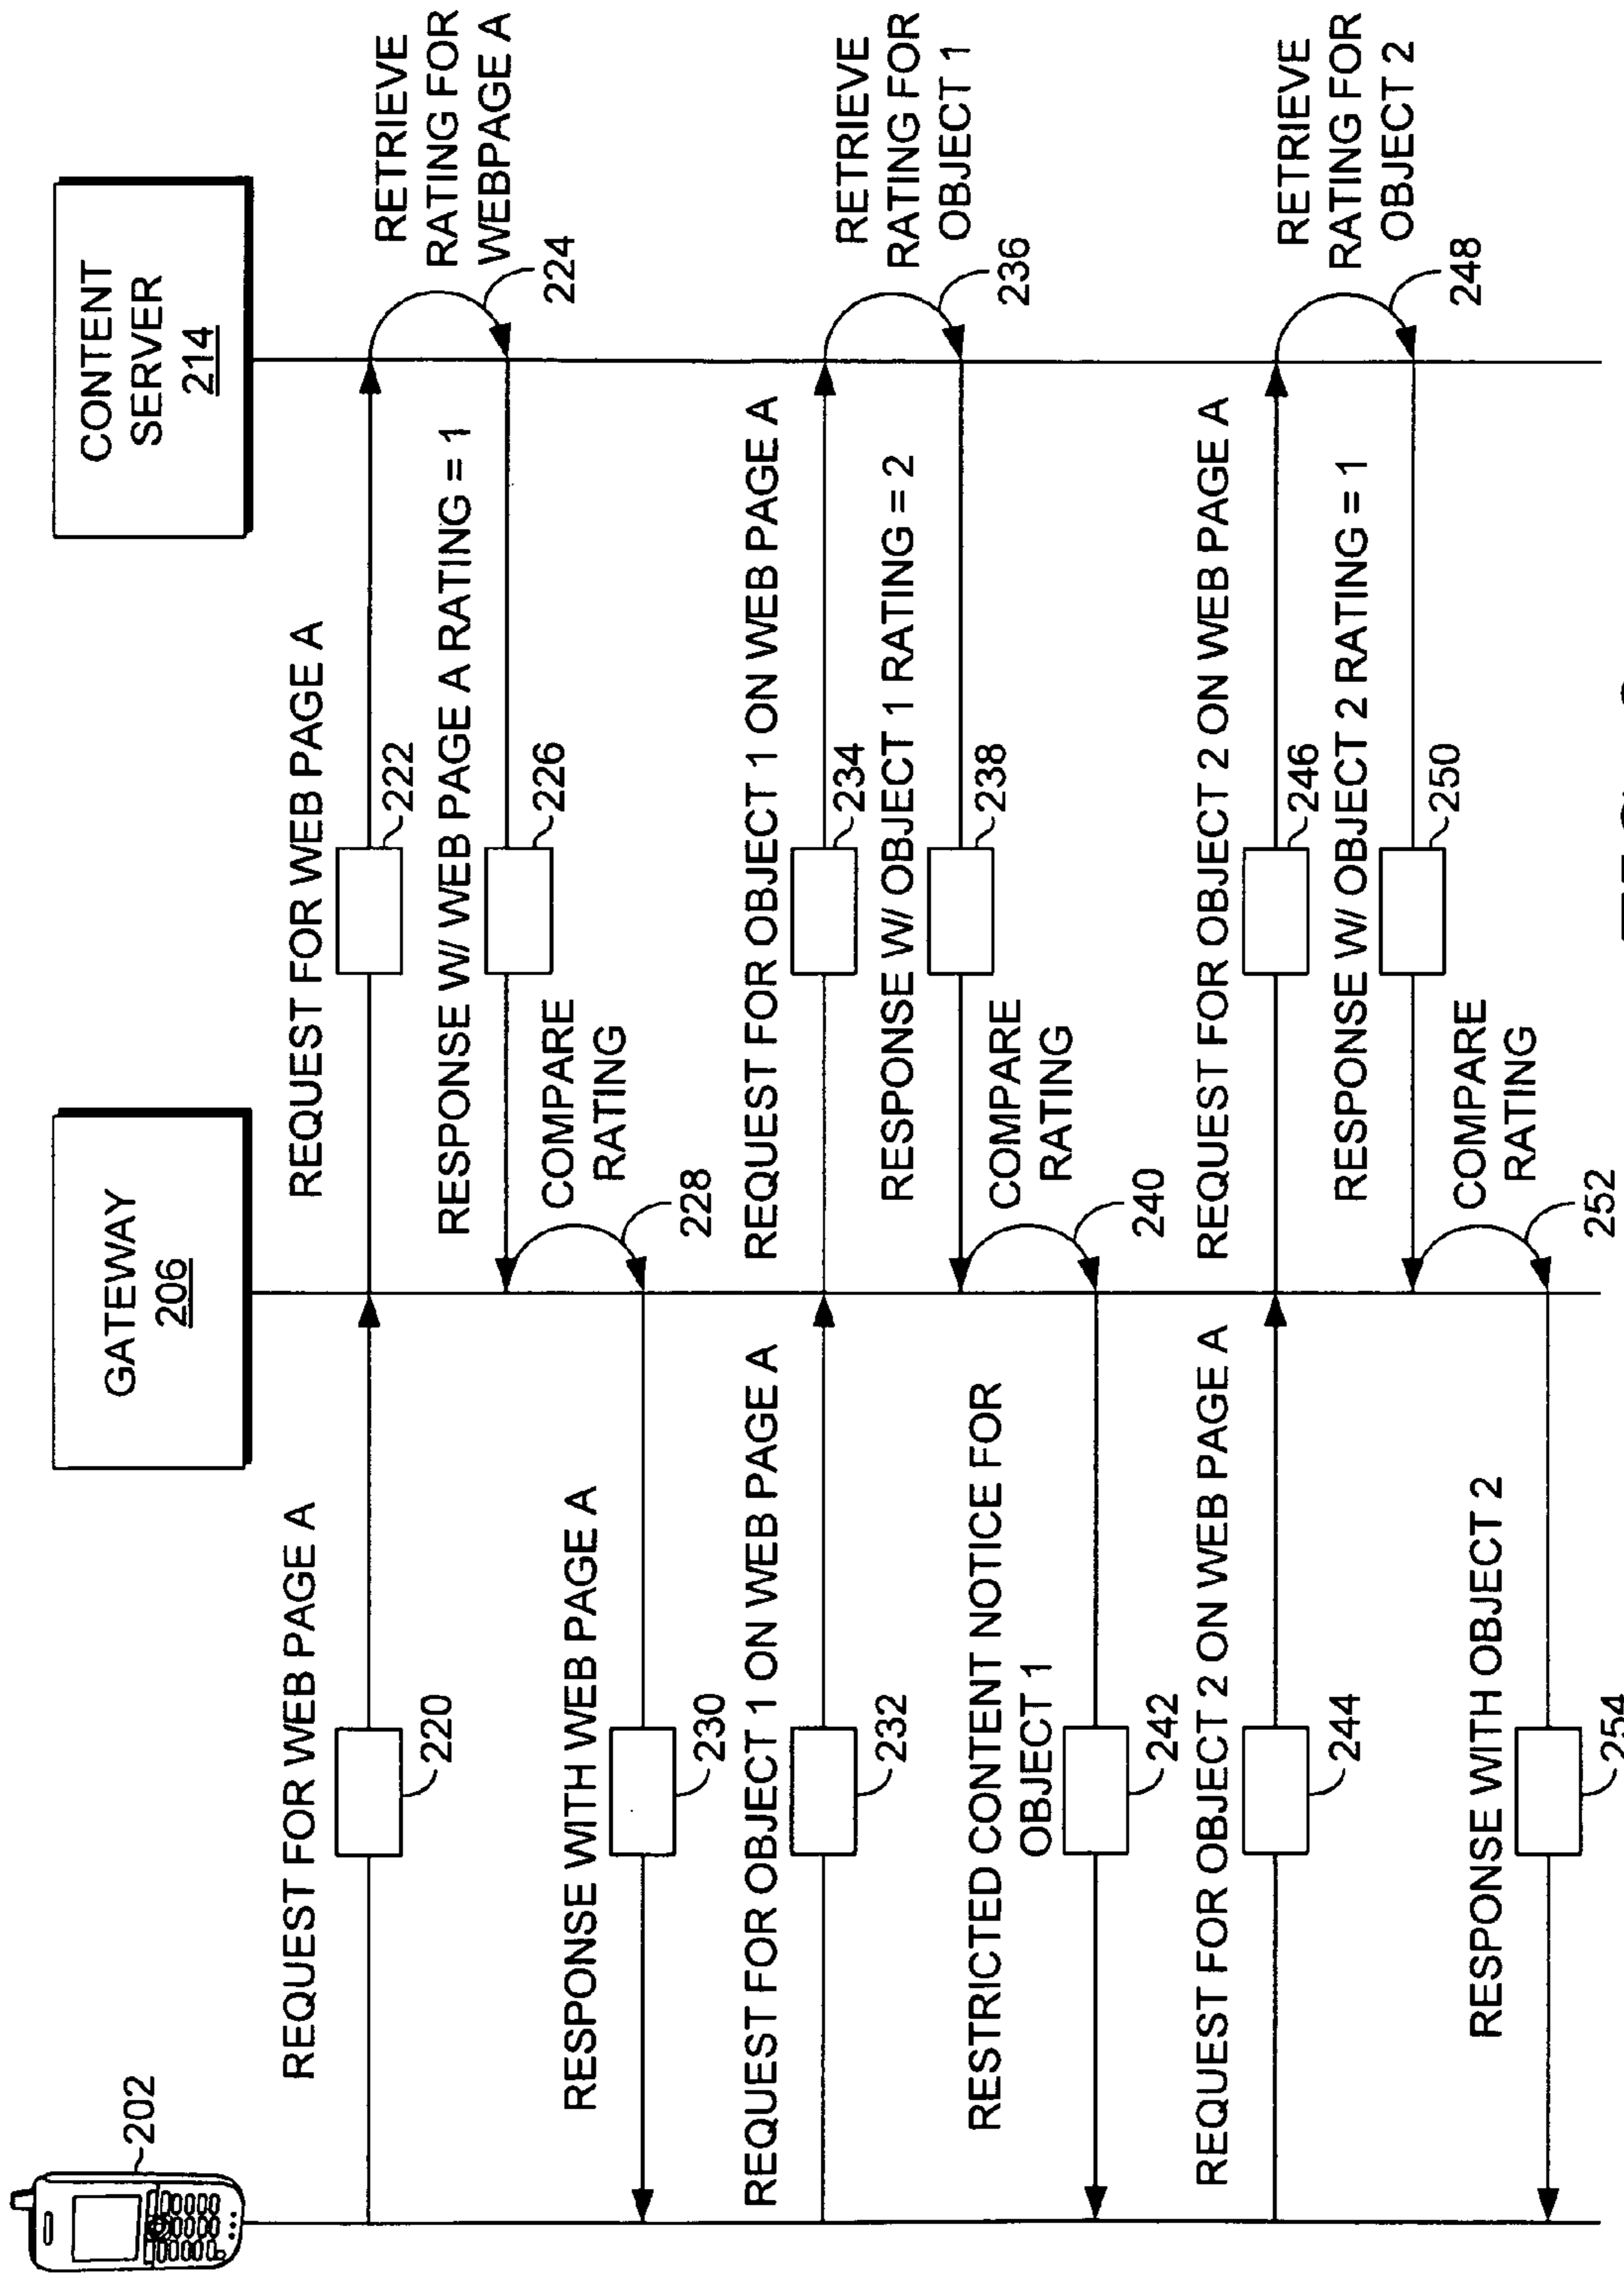 202
GATEWAY
206
CONTENT
SERVER
214
REQUEST FOR WEB PAGE A
220
REQUEST FOR WEB PAGE A
222
RETRIEVE
RATING FOR
WEBPAGE A
224
RESPONSE W/ WEB PAGE A RATING = 1
226
COMPARE
RATING
228
RESPONSE WITH WEB PAGE A
230
REQUEST FOR OBJECT 1 ON WEB PAGE A
232
REQUEST FOR OBJECT 1 ON WEB PAGE A
234
RETRIEVE
RATING FOR
OBJECT 1
236
RESPONSE W/ OBJECT 1 RATING = 2
238
COMPARE
RATING
240
RESTRICTED CONTENT NOTICE FOR
OBJECT 1
242
REQUEST FOR OBJECT 2 ON WEB PAGE A
244
REQUEST FOR OBJECT 2 ON WEB PAGE A
246
RETRIEVE
RATING FOR
OBJECT 2
248
RESPONSE W/ OBJECT 2 RATING = 1
250
COMPARE
RATING
252
RESPONSE WITH OBJECT 2
254